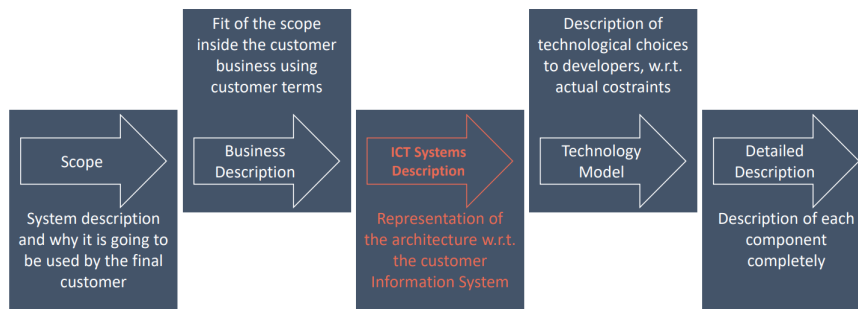 Scope
System description
and why it is going to
be used by the final
customer
Fit of the scope
inside the customer
business using
customer terms
Business
Description
ICT Systems
Description
Representation of
the architecture w.r.t.
the customer
Information System
Description of
technological choices
to developers, w.r.t.
actual costraints
Technology
Model
Detailed
Description
Description of each
component
completely